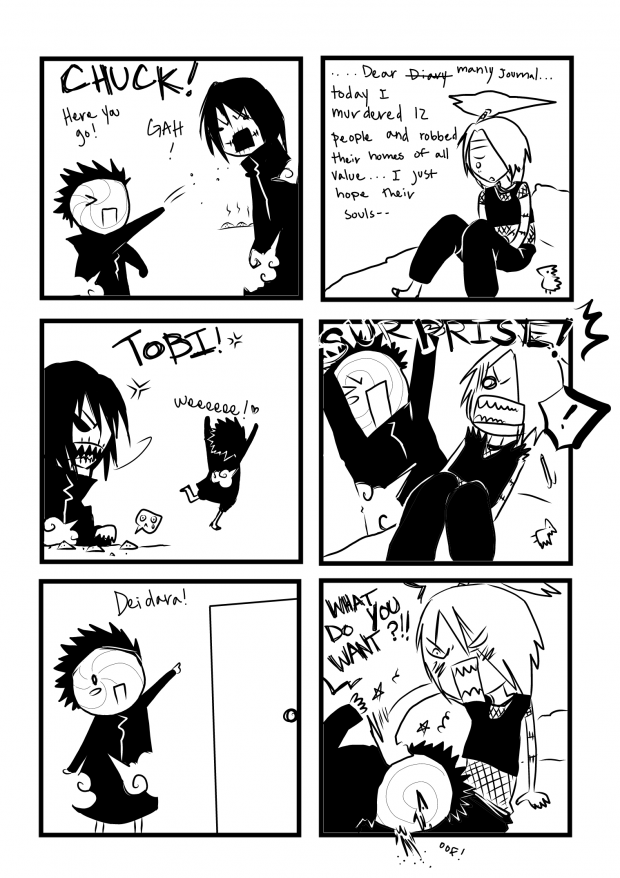 CHUCK!
Here ya
go!
GAH
!
TOBI!
weeeeeee!♥
Deidara!
....Dear Diary manly Journal...
today I
murdered 12
people and robbed
their homes of all
value... I just
hope their
souls--
SURPRISE!
!
WHAT
DO YOU
WANT?!!
OOF!